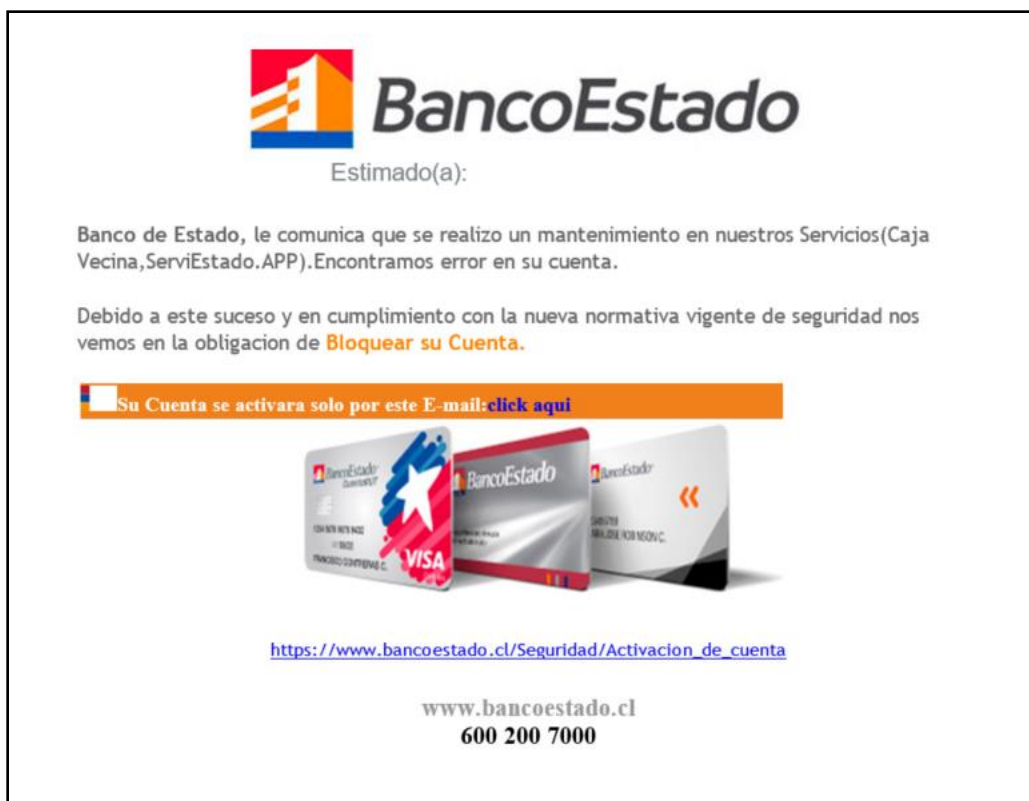 BancoEstado
Estimado(a):
Banco de Estado, le comunica que se realizo un mantenimiento en nuestros Servicios(Caja
Vecina,ServiEstado.APP).Encontramos error en su cuenta.
Debido a este suceso y en cumplimiento con la nueva normativa vigente de seguridad nos
vemos en la obligacion de Bloquear su Cuenta.
Su Cuenta se activara solo por este E-mail:click aqui
BancoEstado
VISA
BancoEstado
BancoEstado
https://www.bancoestado.cl/Seguridad/Activacion_de_cuenta
www.bancoestado.cl
600 200 7000